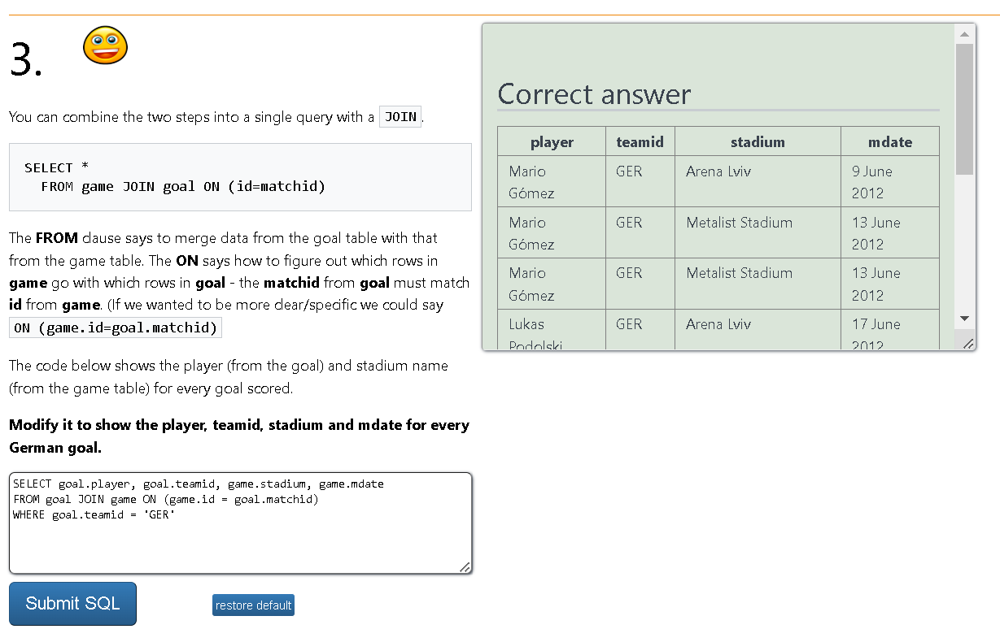 3.
You can combine the two steps into a single query with a JOIN.
SELECT *
FROM game JOIN goal ON (id=matchid)
The FROM clause says to merge data from the goal table with that
from the game table. The ON says how to figure out which rows in
game go with which rows in goal - the matchid from goal must match
id from game. (If we wanted to be more clear/specific we could say
ON (game.id=goal.matchid)
The code below shows the player (from the goal) and stadium name
(from the game table) for every goal scored.
Modify it to show the player, teamid, stadium and mdate for every
German goal.
SELECT goal.player, goal.teamid, game.stadium, game.mdate
FROM goal JOIN game ON (game.id = goal.matchid)
WHERE goal.teamid = 'GER'
Submit SQL restore default
Correct answer
player teamid stadium mdate
Mario GER Arena Lviv 9 June
Gómez 2012
Mario GER Metalist Stadium 13 June
Gómez 2012
Mario GER Metalist Stadium 13 June
Gómez 2012
Lukas GER Arena Lviv 17 June
Podolski 2012